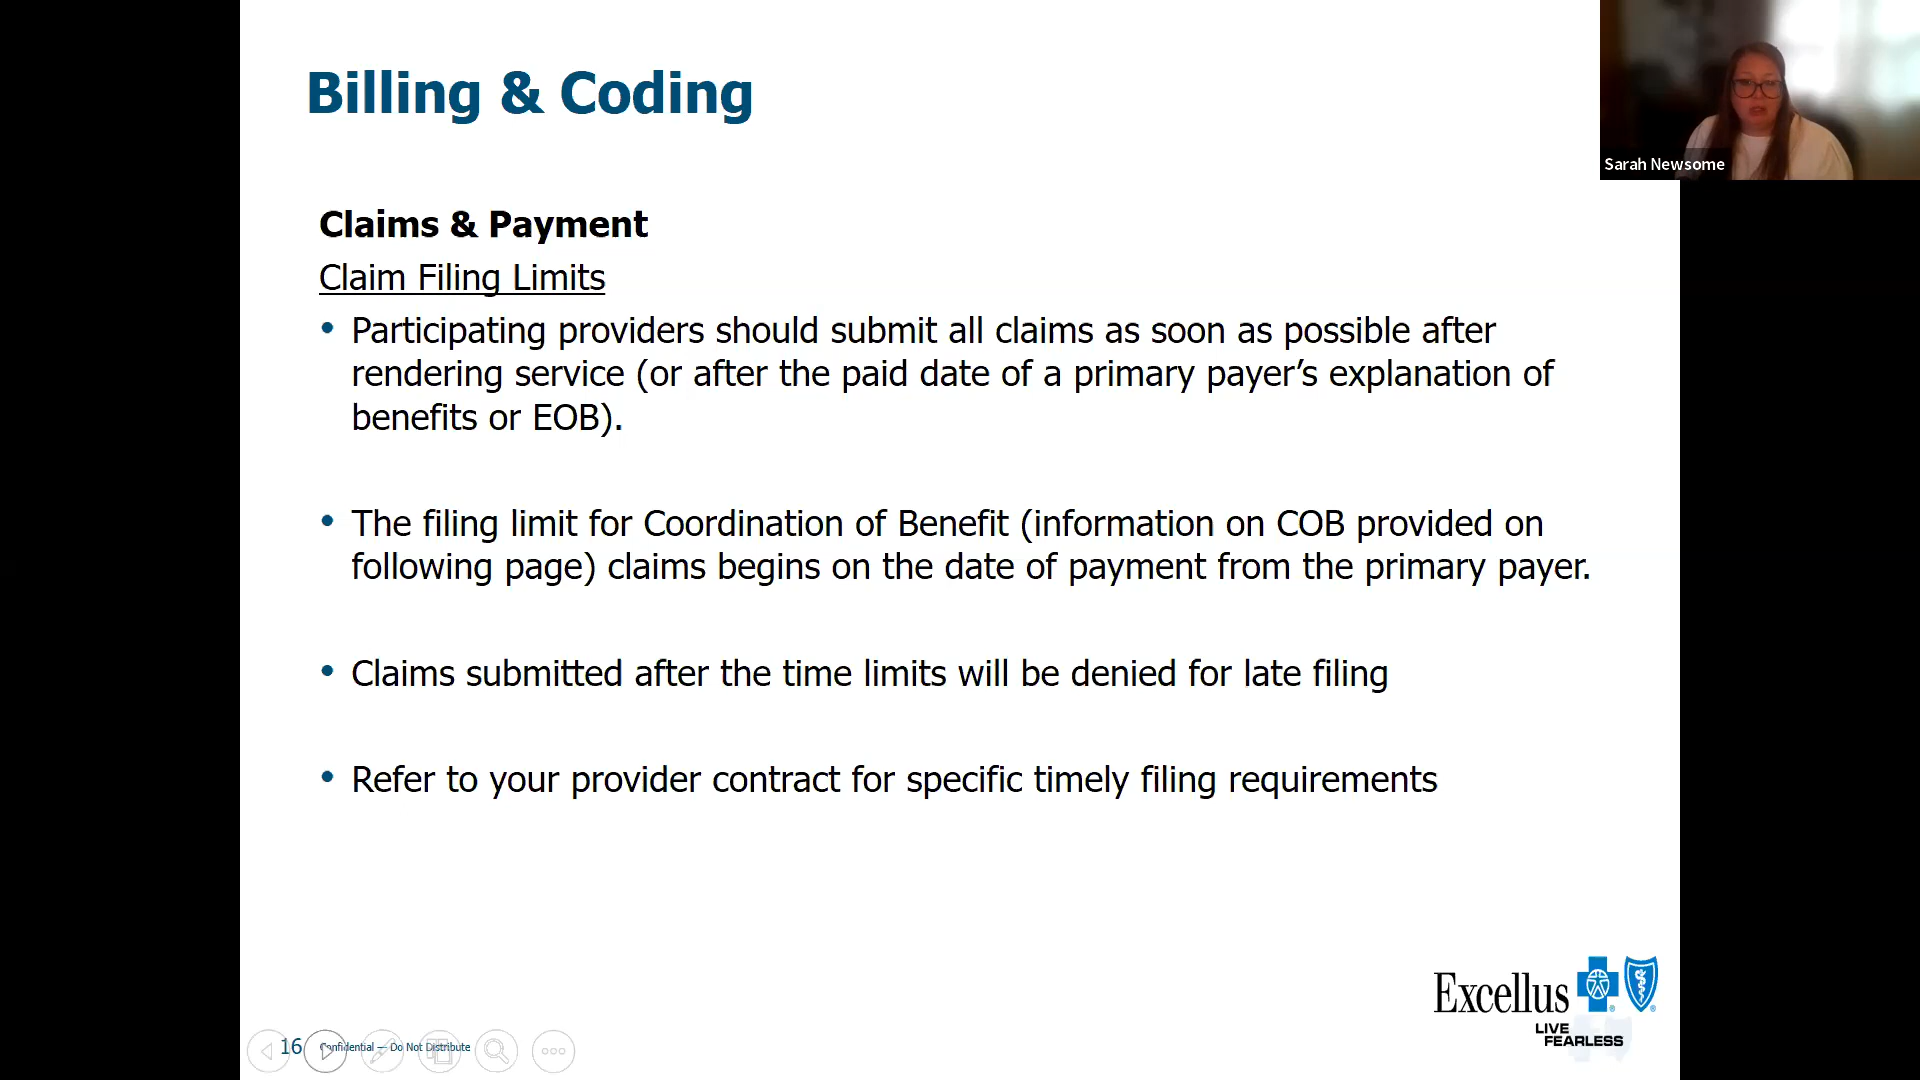 Billing & Coding
Sarah Newsome
Claims & Payment
Claim Filing Limits
• Participating providers should submit all claims as soon as possible after
rendering service (or after the paid date of a primary payer’s explanation of
benefits or EOB).
• The filing limit for Coordination of Benefit (information on COB provided on
following page) claims begins on the date of payment from the primary payer.
• Claims submitted after the time limits will be denied for late filing
• Refer to your provider contract for specific timely filing requirements
Excellus
LIVE
FEARLESS
16 Confidential — Do Not Distribute